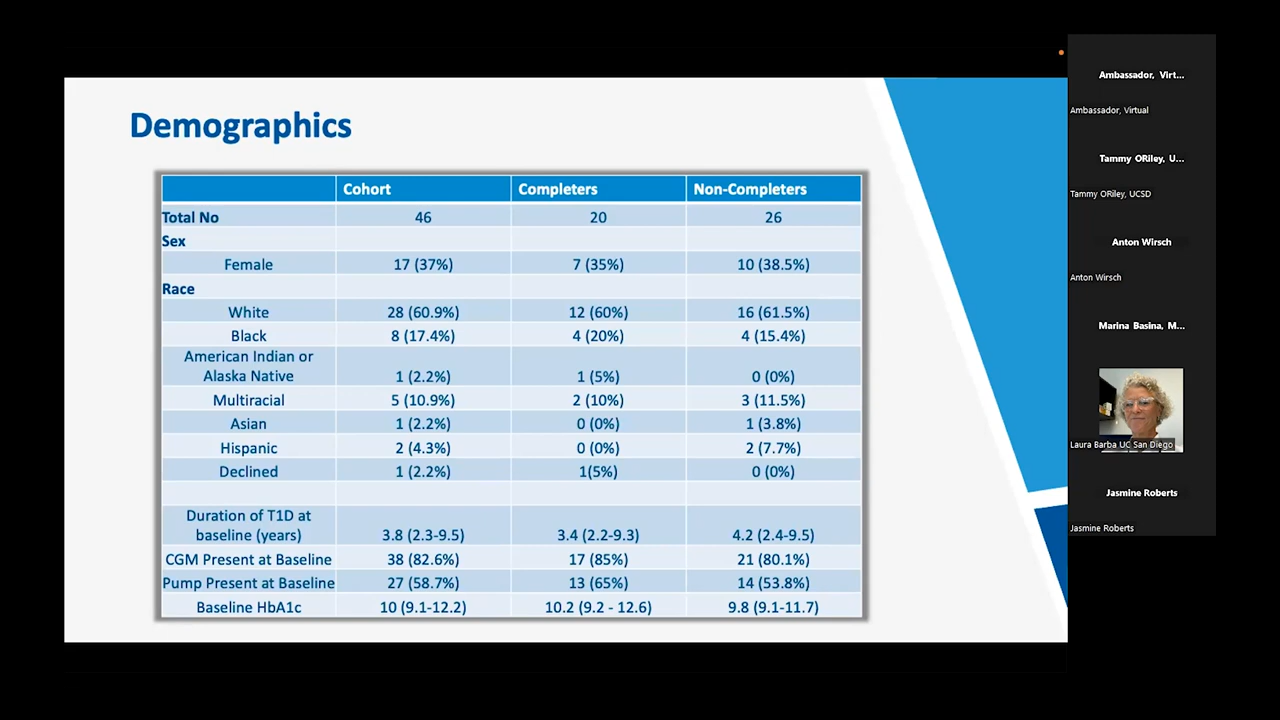 Demographics
Cohort Completers Non-Completers
Total No 46 20 26
Sex
Female 17 (37%) 7 (35%) 10 (38.5%)
Race
White 28 (60.9%) 12 (60%) 16 (61.5%)
Black 8 (17.4%) 4 (20%) 4 (15.4%)
American Indian or
Alaska Native 1 (2.2%) 1 (5%) 0 (0%)
Multiracial 5 (10.9%) 2 (10%) 3 (11.5%)
Asian 1 (2.2%) 0 (0%) 1 (3.8%)
Hispanic 2 (4.3%) 0 (0%) 2 (7.7%)
Declined 1 (2.2%) 1(5%) 0 (0%)
Duration of T1D at
baseline (years) 3.8 (2.3-9.5) 3.4 (2.2-9.3) 4.2 (2.4-9.5)
CGM Present at Baseline 38 (82.6%) 17 (85%) 21 (80.1%)
Pump Present at Baseline 27 (58.7%) 13 (65%) 14 (53.8%)
Baseline HbA1c 10 (9.1-12.2) 10.2 (9.2 - 12.6) 9.8 (9.1-11.7)
Ambassador, Virt...
Ambassador, Virtual
Tammy ORiley, U...
Tammy ORiley, UCSD
Anton Wirsch
Anton Wirsch
Marina Basina, M...
Laura Barba UC San Diego
Jasmine Roberts
Jasmine Roberts